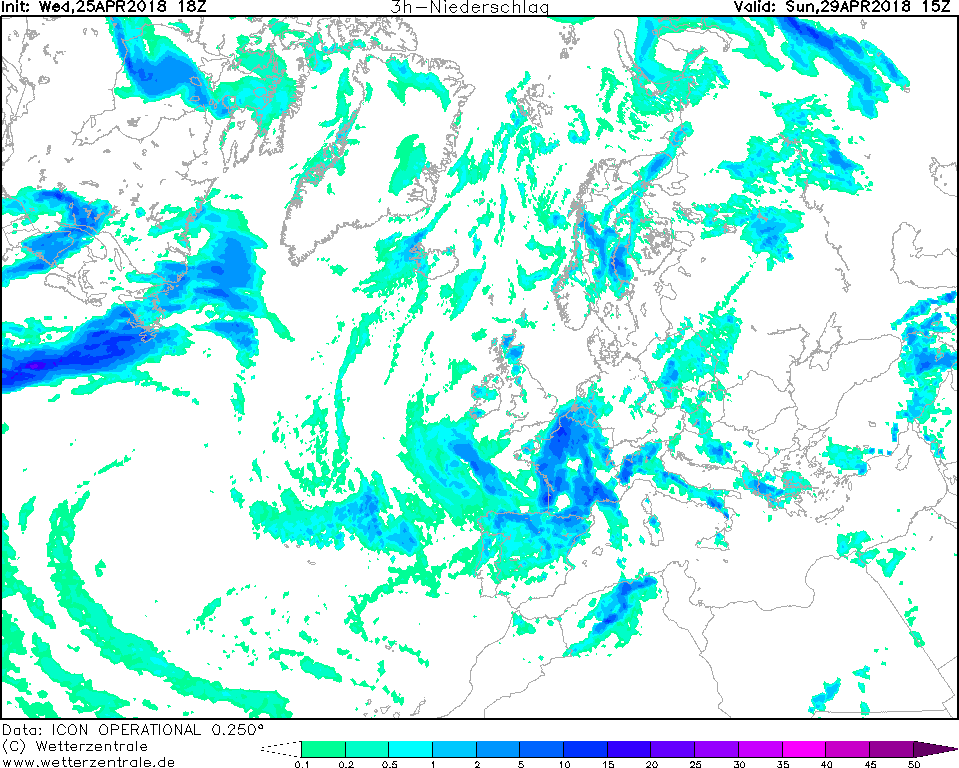 Init: Wed,25APR2018 18Z 3h-Niederschlag Valid: Sun,29APR2018 15Z
Data: ICON OPERATIONAL 0.250°
(C) Wetterzentrale
www.wetterzentrale.de
0.1 0.2 0.5 1 2 5 10 15 20 25 30 35 40 45 50